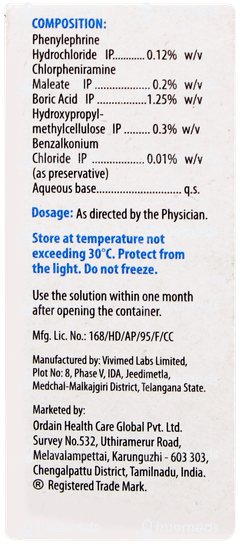 COMPOSITION:
Phenylephrine
Hydrochloride IP........... 0.12% w/v
Chlorpheniramine
Maleate IP ................. 0.2% w/v
Boric Acid IP ...............1.25% w/v
Hydroxypropyl-
methylcellulose IP ........ 0.3% w/v
Benzalkonium
Chloride IP ................ 0.01% w/v
(as preservative)
Aqueous base........................... q.s.
Dosage: As directed by the Physician.
Store at temperature not
exceeding 30°C. Protect from
the light. Do not freeze.
Use the solution within one month
after opening the container.
Mfg. Lic. No.: 168/HD/AP/95/F/CC
Manufactured by: Vivimed Labs Limited,
Plot No: 8, Phase V, IDA, Jeedimetla,
Medchal-Malkajgiri District, Telangana State.
Marketed by:
Ordain Health Care Global Pvt. Ltd.
Survey No.532, Uthiramerur Road,
Melavalampettai, Karunguzhi - 603 303,
Chengalpattu District, Tamilnadu, India.
® Registered Trade Mark.